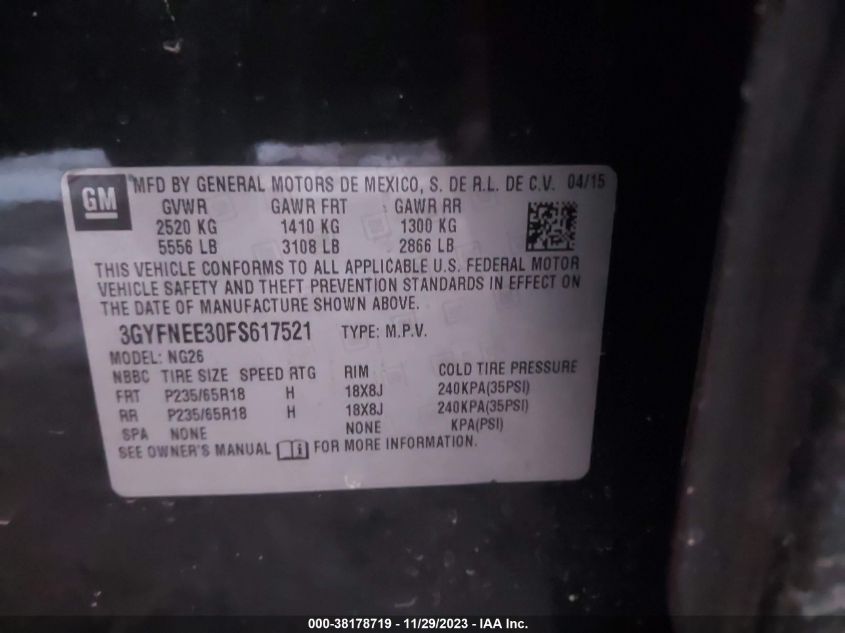 GM MFD BY GENERAL MOTORS DE MEXICO, S. DE R.L. DE C.V. 04/15
GVWR GAWR FRT GAWR RR
2520 KG 1410 KG 1300 KG
5556 LB 3108 LB 2866 LB
THIS VEHICLE CONFORMS TO ALL APPLICABLE U.S. FEDERAL MOTOR
VEHICLE SAFETY AND THEFT PREVENTION STANDARDS IN EFFECT ON
THE DATE OF MANUFACTURE SHOWN ABOVE.
3GYFNEE30FS617521 TYPE: M.P.V.
MODEL: NG26
NBBC TIRE SIZE SPEED RTG RIM COLD TIRE PRESSURE
FRT P235/65R18 H 18X8J 240KPA(35PSI)
RR P235/65R18 H 18X8J 240KPA(35PSI)
SPA NONE NONE KPA(PSI)
SEE OWNER'S MANUAL i FOR MORE INFORMATION.
000-38178719 - 11/29/2023 - IAA Inc.